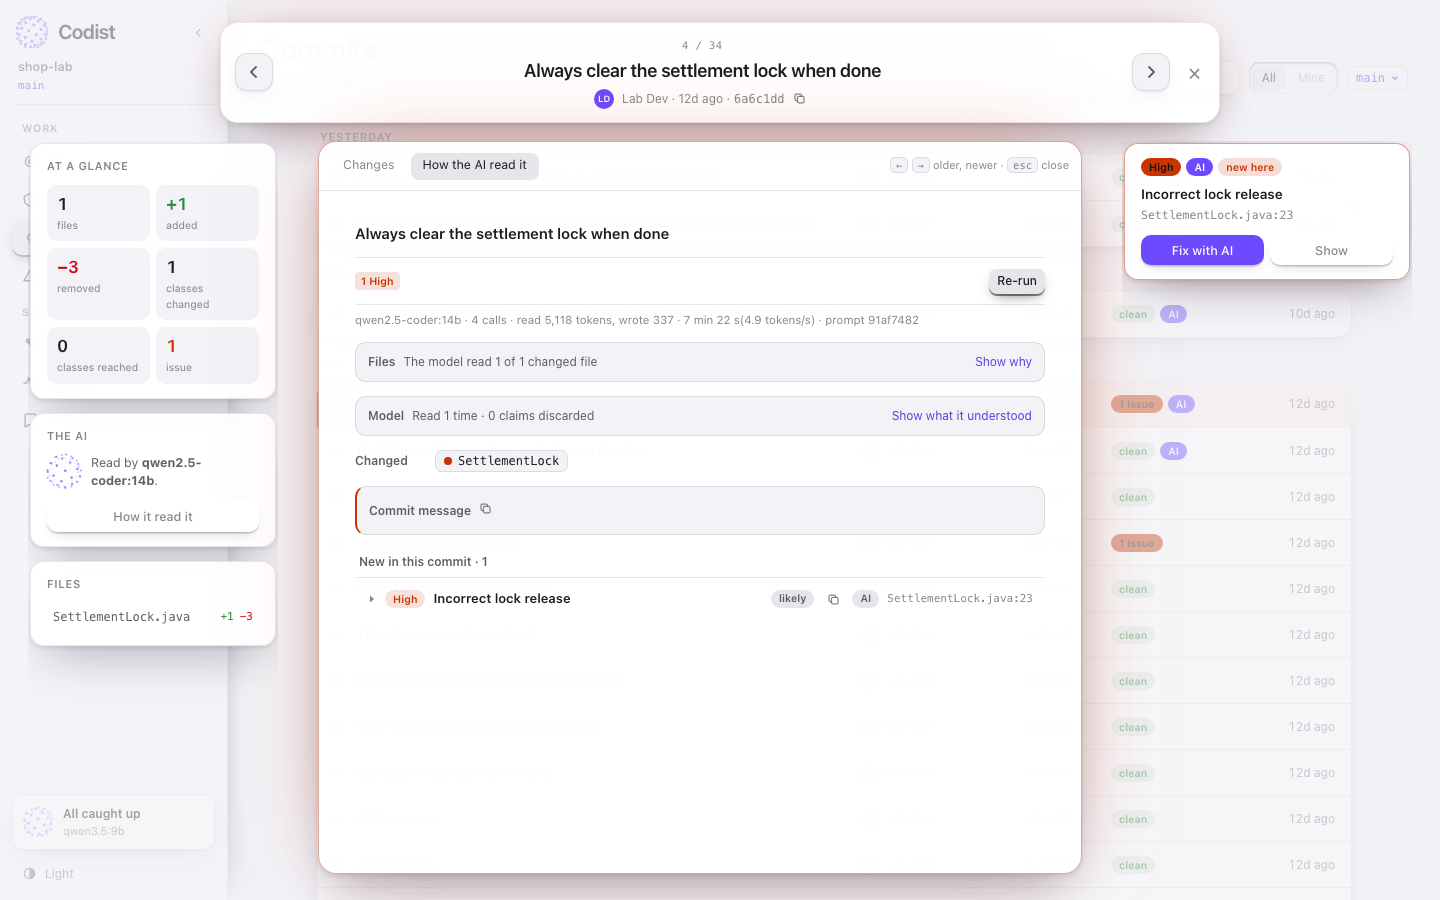 Codist
shop-lab
main
WORK
AT A GLANCE
1
files
+1
added
−3
removed
1
classes
changed
0
classes reached
1
issue
THE AI
Read by qwen2.5-
coder:14b.
How it read it
FILES
SettlementLock.java +1 −3
All caught up
qwen3.5:9b
Light
Commits
4 / 34
Always clear the settlement lock when done
LD Lab Dev · 12d ago · 6a6c1dd
All Mine
main
YESTERDAY
Changes How the AI read it
← → older, newer · esc close
Always clear the settlement lock when done
1 High
Re-run
qwen2.5-coder:14b · 4 calls · read 5,118 tokens, wrote 337 · 7 min 22 s(4.9 tokens/s) · prompt 91af7482
Files The model read 1 of 1 changed file Show why
Model Read 1 time · 0 claims discarded Show what it understood
Changed SettlementLock
Commit message
New in this commit · 1
High Incorrect lock release likely AI SettlementLock.java:23
High AI new here
Incorrect lock release
SettlementLock.java:23
Fix with AI Show
clean AI 10d ago
1 issue AI 12d ago
clean AI 12d ago
clean 12d ago
1 issue 12d ago
clean 12d ago
clean 12d ago
clean 12d ago
clean 12d ago
clean 12d ago
clean 12d ago
clean 12d ago